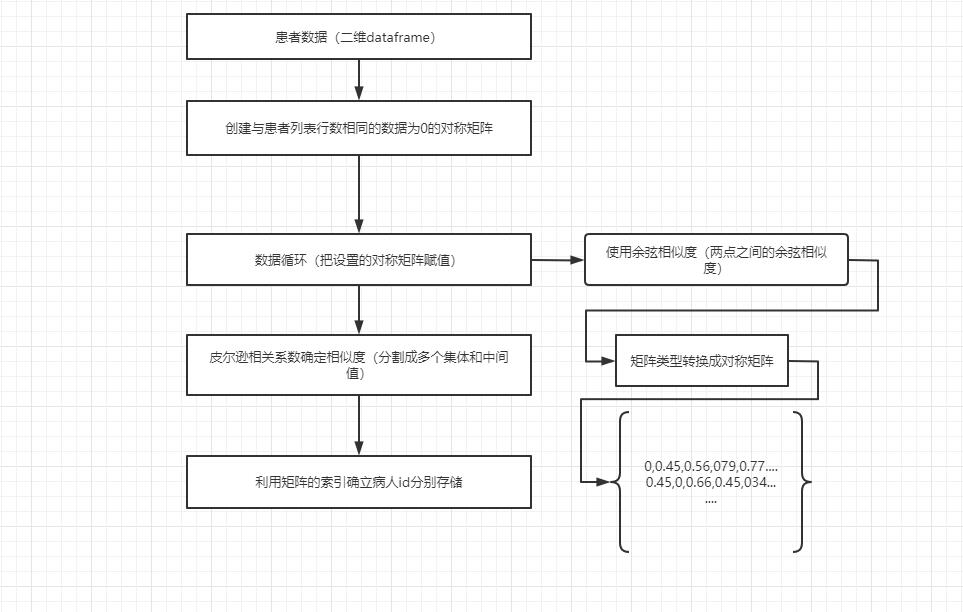 患者数据（二维dataframe）
创建与患者列表行数相同的数据为0的对称矩阵
数据循环（把设置的对称矩阵赋值）
使用余弦相似度（两点之间的余弦相似
度）
皮尔逊相关系数确定相似度（分割成多个集体和中间
值）
矩阵类型转换成对称矩阵
利用矩阵的索引确立病人id分别存储
0,0.45,0.56,079,0.77....
0.45,0,0.66,0.45,034...
....